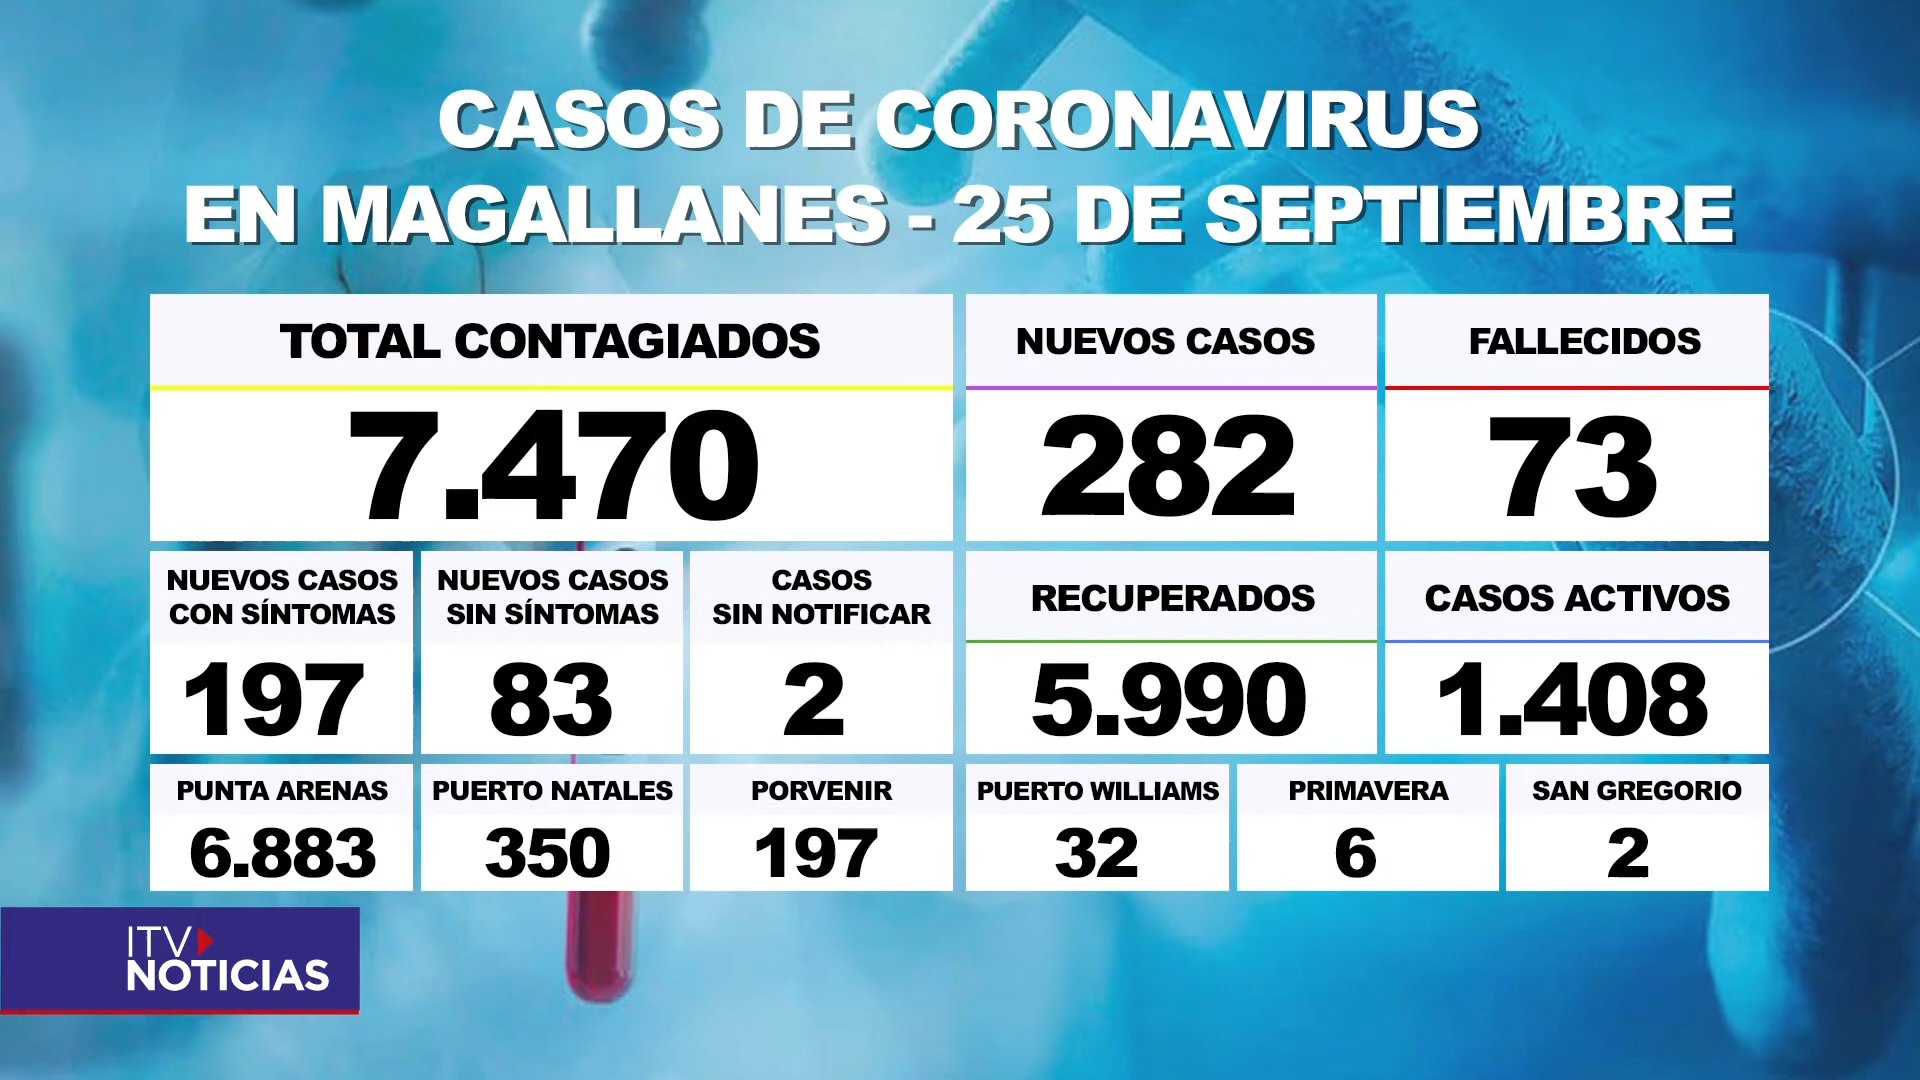 CASOS DE CORONAVIRUS
EN MAGALLANES - 25 DE SEPTIEMBRE
TOTAL CONTAGIADOS
7.470
NUEVOS CASOS
282
FALLECIDOS
73
NUEVOS CASOS
CON SÍNTOMAS
197
NUEVOS CASOS
SIN SÍNTOMAS
83
CASOS
SIN NOTIFICAR
2
RECUPERADOS
5.990
CASOS ACTIVOS
1.408
PUNTA ARENAS
6.883
PUERTO NATALES
350
PORVENIR
197
PUERTO WILLIAMS
32
PRIMAVERA
6
SAN GREGORIO
2
ITV
NOTICIAS